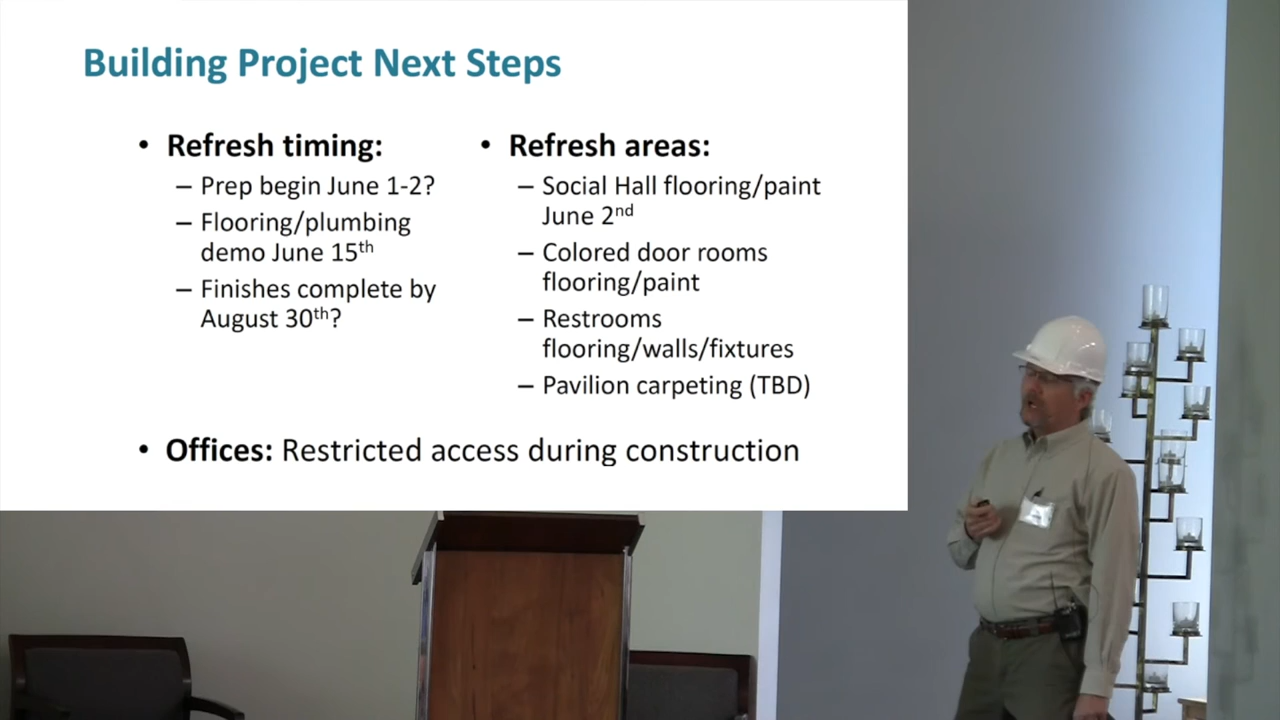 Building Project Next Steps
• Refresh timing:
– Prep begin June 1-2?
– Flooring/plumbing
demo June 15th
– Finishes complete by
August 30th?
• Refresh areas:
– Social Hall flooring/paint
June 2nd
– Colored door rooms
flooring/paint
– Restrooms
flooring/walls/fixtures
– Pavilion carpeting (TBD)
• Offices: Restricted access during construction